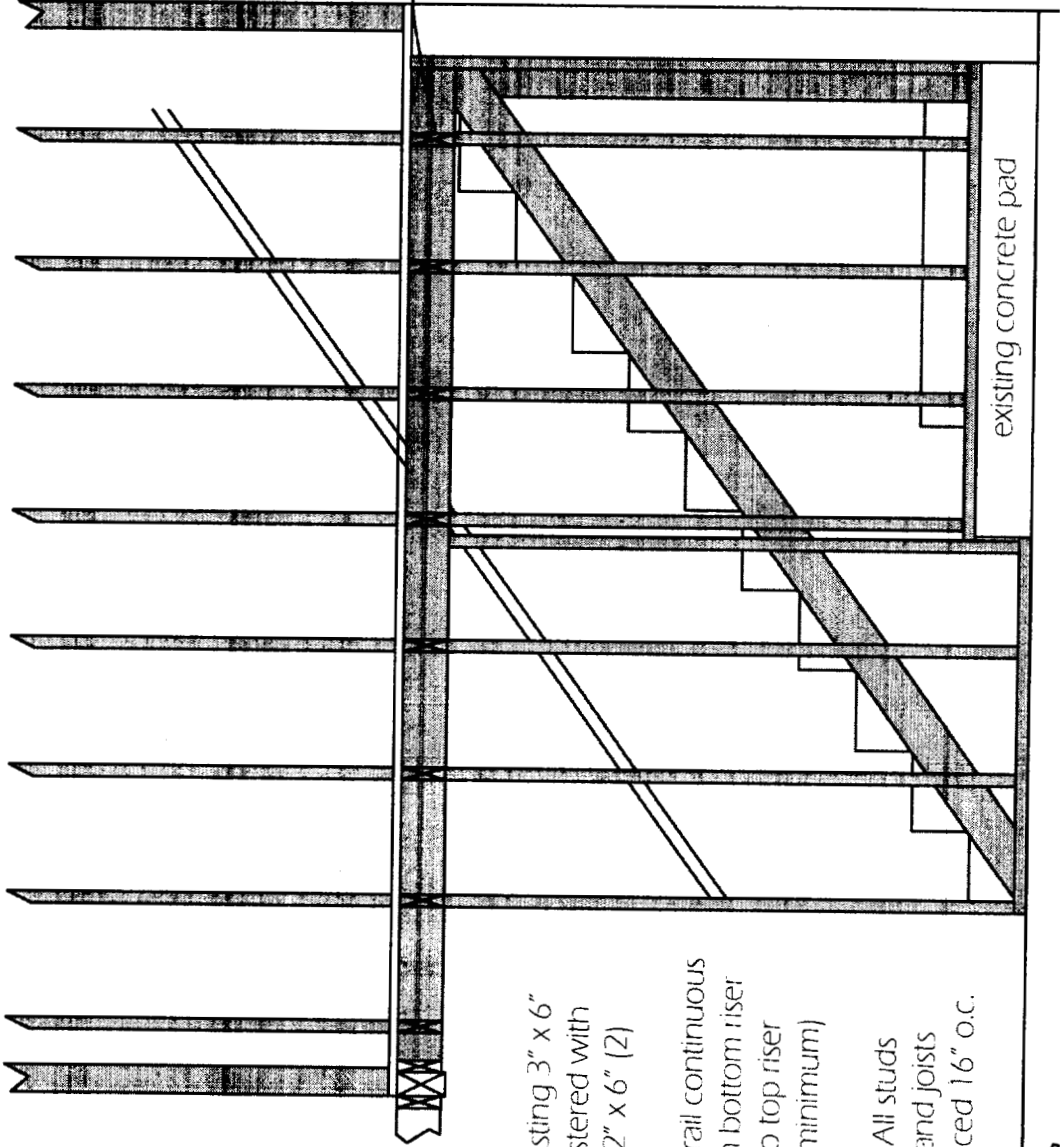 sting 3" x 6"
stered with
2" x 6" (2)
rail continuous
bottom riser
top riser
minimum)
All studs
and joists
ced 16" o.c.
existing concrete pad